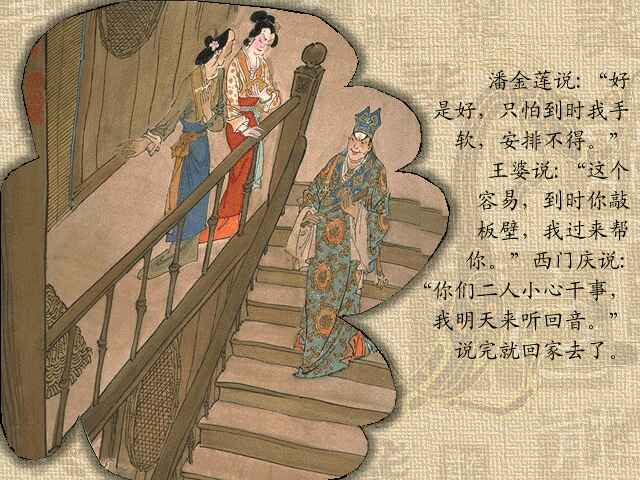 潘金莲说：“好
是好，只怕到时我手
软，安排不得。”
王婆说：“这个
容易，到时你敲
板壁，我过来帮
你。”西门庆说：
“你们二人小心干事，
我明天来听回音。”
说完就回家去了。